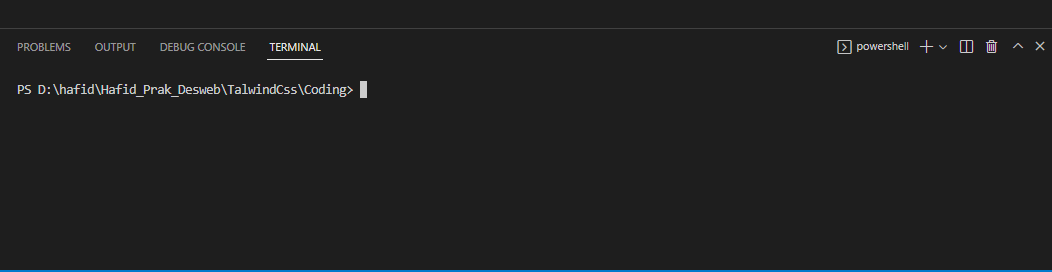 PROBLEMS OUTPUT DEBUG CONSOLE TERMINAL powershell
PS D:\hafid\Hafid_Prak_Desweb\TalwindCss\Coding>